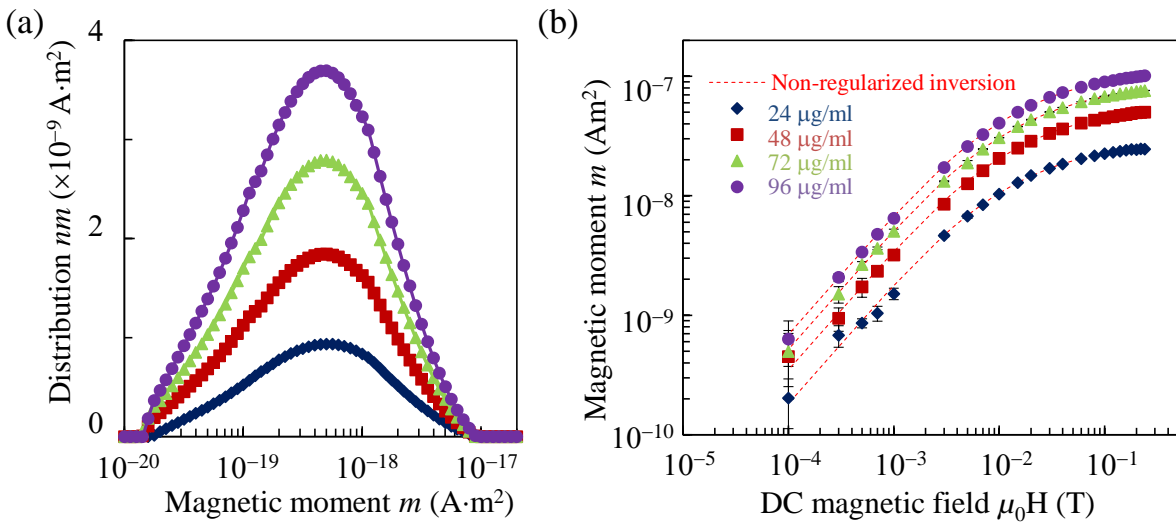 (a)
4
2
0
Distribution nm (×10⁻⁹ A·m²)
10⁻²⁰
10⁻¹⁹
10⁻¹⁸
10⁻¹⁷
Magnetic moment m (A·m²)
(b)
Magnetic moment m (Am²)
10⁻⁷
10⁻⁸
10⁻⁹
10⁻¹⁰
Non-regularized inversion
24 μg/ml
48 μg/ml
72 μg/ml
96 μg/ml
10⁻⁵
10⁻⁴
10⁻³
10⁻²
10⁻¹
DC magnetic field μ₀H (T)